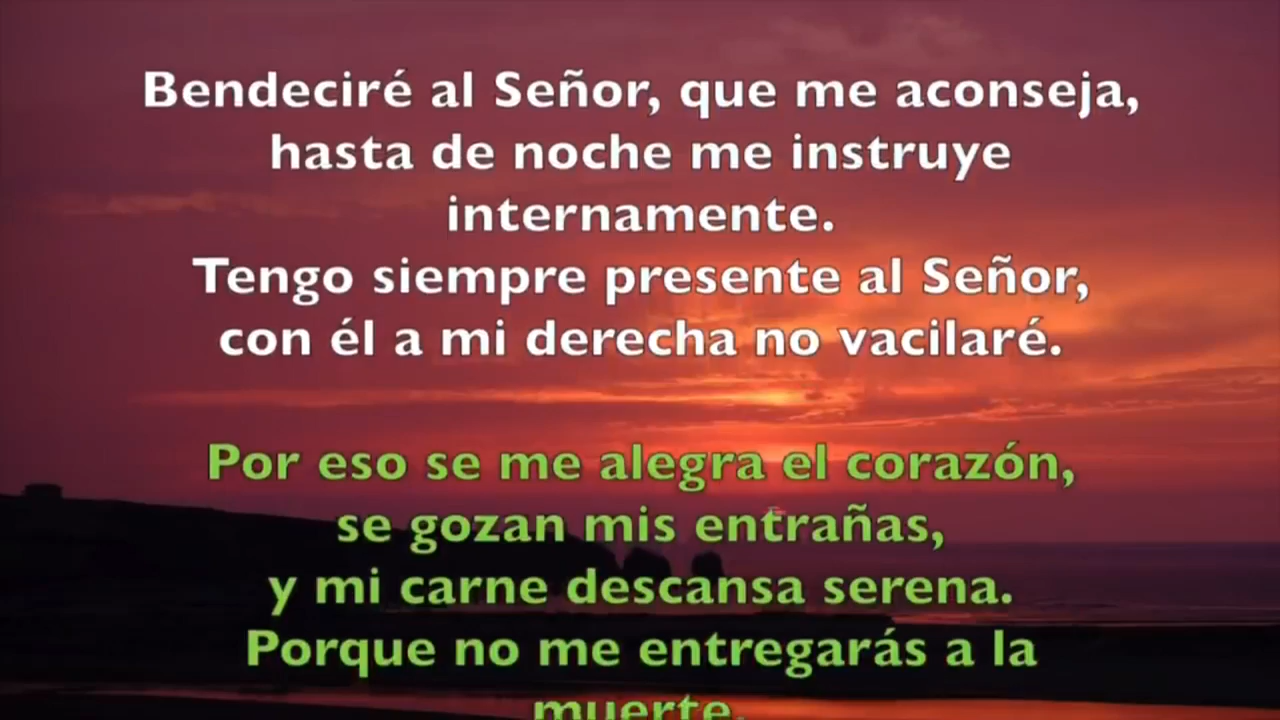 Bendeciré al Señor, que me aconseja,
hasta de noche me instruye
internamente.
Tengo siempre presente al Señor,
con él a mi derecha no vacilaré.
Por eso se me alegra el corazón,
se gozan mis entrañas,
y mi carne descansa serena.
Porque no me entregarás a la
muerte,